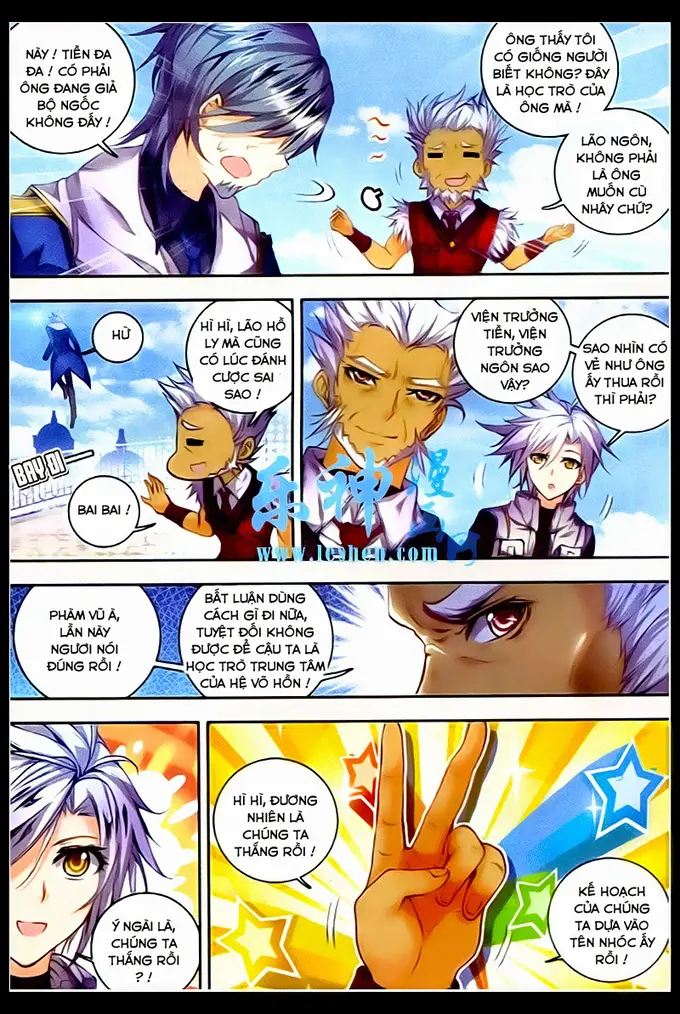 NÀY ! TIỀN ĐA
ĐA ! CÓ PHẢI
ÔNG ĐANG GIẢ
BỘ NGỐC
KHÔNG ĐẤY !
ÔNG THẤY TÔI
CÓ GIỐNG NGƯỜI
BIẾT KHÔNG? ĐÂY
LÀ HỌC TRÒ CỦA
ÔNG MÀ !
LÃO NGÔN,
KHÔNG PHẢI
LÀ ÔNG
MUỐN CÙ
NHÂY CHỨ?
HỪ
HÌ HÌ, LÃO HỒ
LY MÀ CŨNG
CÓ LÚC ĐÁNH
CƯỢC SAI
SAO !
BAY ĐI
BAI BAI !
VIỆN TRƯỞNG
TIỀN, VIỆN
TRƯỞNG
NGÔN SAO
VẬY?
SAO NHÌN CÓ
VẺ NHƯ ÔNG
ẤY THUA RỒI
THÌ PHẢI?
乐神漫
www.leshen.com
PHÀM VŨ À,
LẦN NÀY
NGƯƠI NÓI
ĐÚNG RỒI !
BẤT LUẬN DÙNG
CÁCH GÌ ĐI NỮA,
TUYỆT ĐỐI KHÔNG
ĐƯỢC ĐỂ CẬU TA LÀ
HỌC TRÒ TRUNG TÂM
CỦA HỆ VÕ HỒN !
Ý NGÀI LÀ,
CHÚNG TA
THẮNG RỒI
? !
HÌ HÌ, ĐƯƠNG
NHIÊN LÀ
CHÚNG TA
THẮNG RỒI !
KẾ HOẠCH
CỦA CHÚNG
TA DỰA VÀO
TÊN NHÓC ẤY
RỒI !